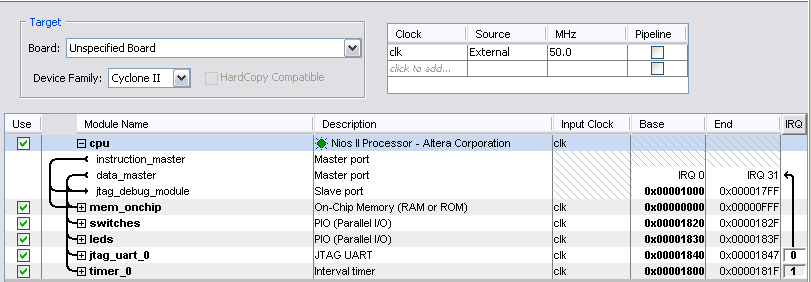 Target
Board: Unspecified Board
Device Family: Cyclone II HardCopy Compatible
Clock Source MHz Pipeline
clk External 50.0
click to add...
Use Module Name Description Input Clock Base End IRQ
cpu Nios II Processor - Altera Corporation clk
instruction_master Master port
data_master Master port IRQ 0 IRQ 31
jtag_debug_module Slave port 0x00001000 0x000017FF
mem_onchip On-Chip Memory (RAM or ROM) clk 0x00000000 0x00000FFF
switches PIO (Parallel I/O) clk 0x00001820 0x0000182F
leds PIO (Parallel I/O) clk 0x00001830 0x0000183F
jtag_uart_0 JTAG UART clk 0x00001840 0x00001847 0
timer_0 Interval timer clk 0x00001800 0x0000181F 1